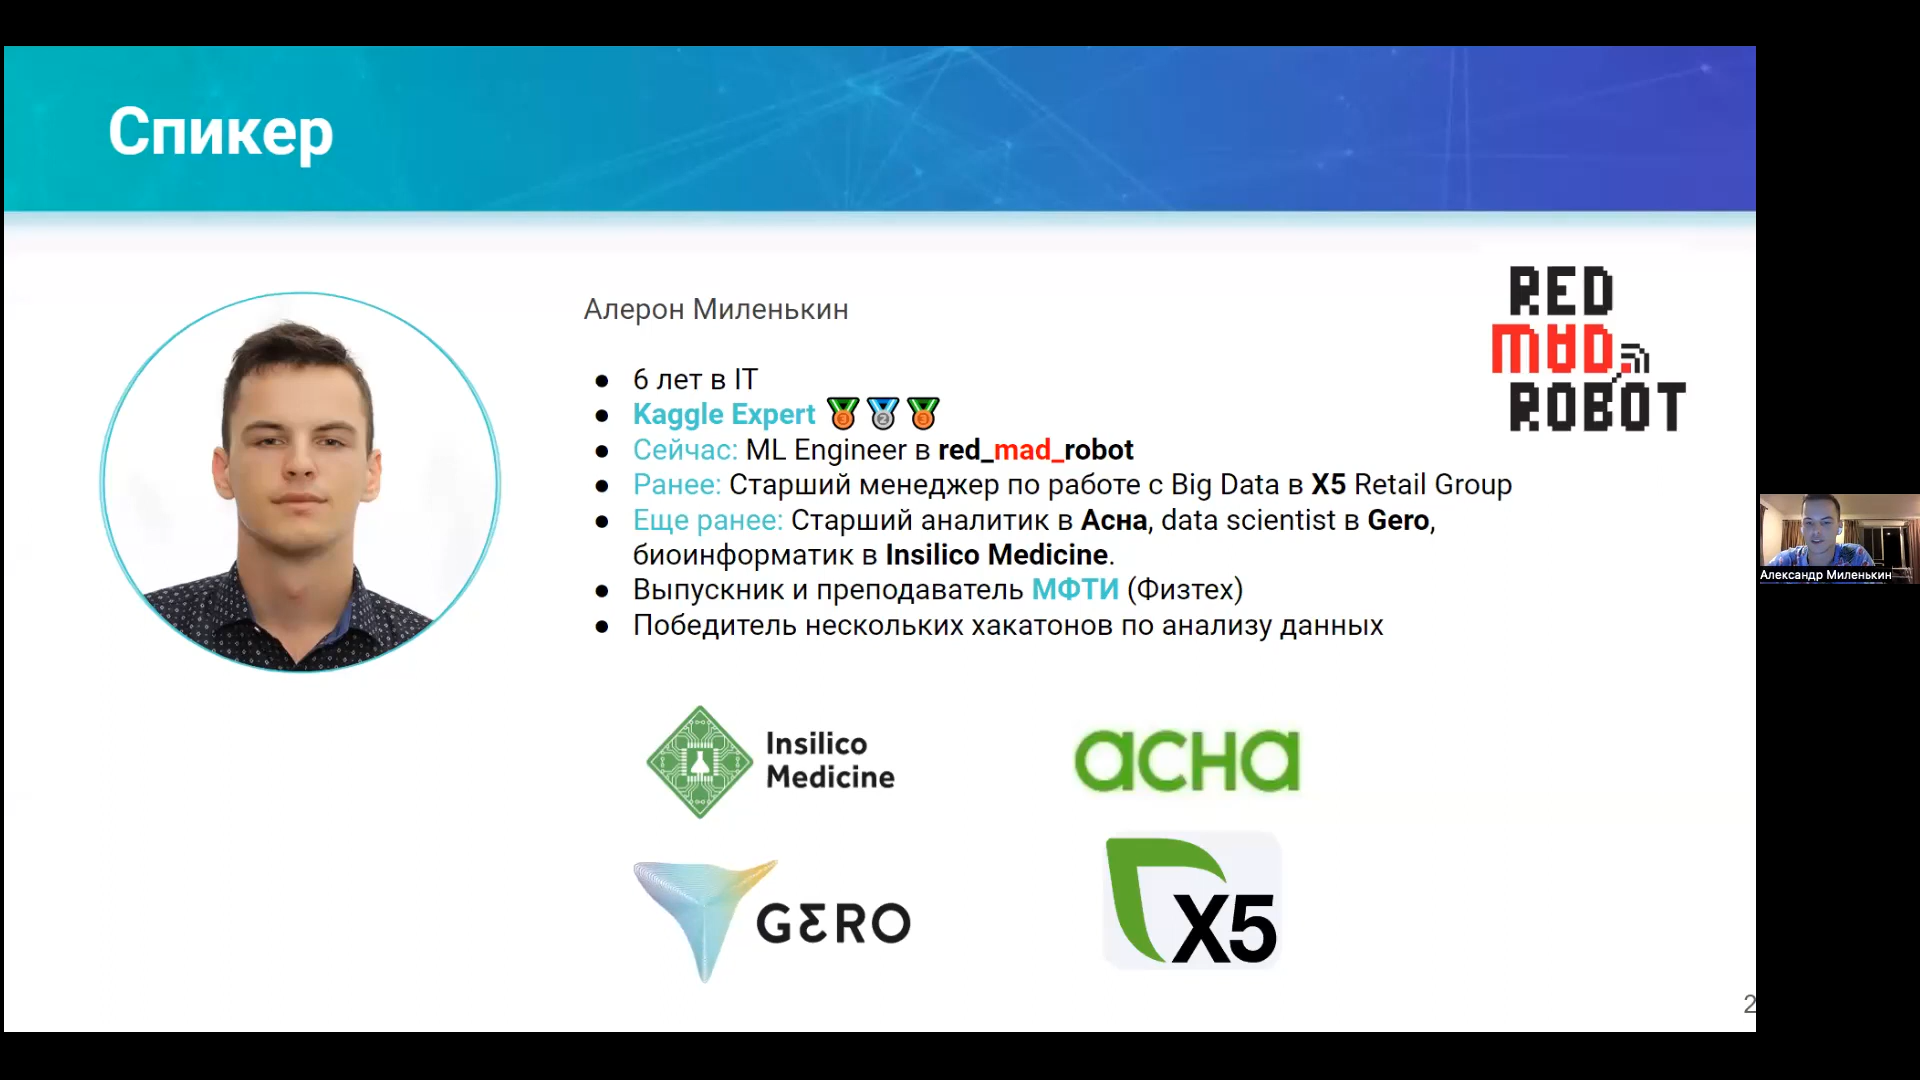 Спикер
Алерон Миленькин
6 лет в IT
Kaggle Expert
Сейчас: ML Engineer в red_mad_robot
Ранее: Старший менеджер по работе с Big Data в X5 Retail Group
Еще ранее: Старший аналитик в Асна, data scientist в Gero,
биоинформатик в Insilico Medicine.
Выпускник и преподаватель МФТИ (Физтех)
Победитель нескольких хакатонов по анализу данных
RED
MAD
ROBOT
Александр Миленькин
Insilico
Medicine
асна
GERO
X5
2